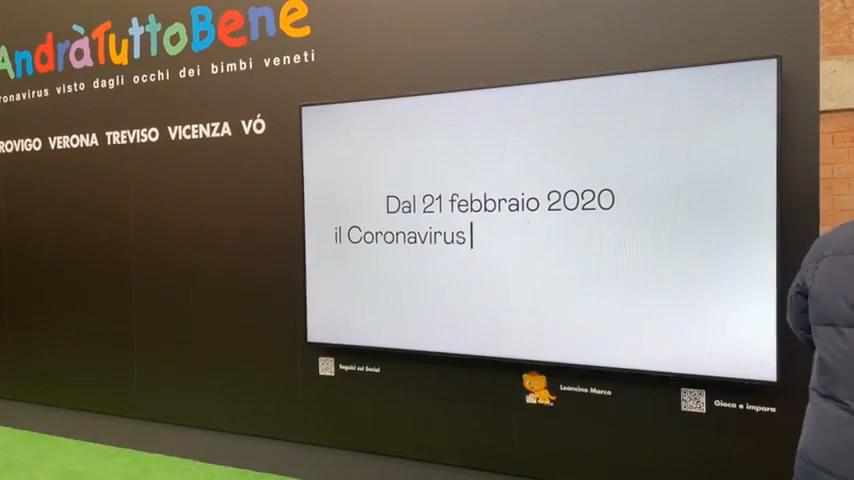 AndràTuttoBene
ronavirus visto dagli occhi dei bimbi veneti
ROVIGO VERONA TREVISO VICENZA VÓ
Dal 21 febbraio 2020
il Coronavirus
Seguici sui Social
Leoncino Marco
Gioca e impara